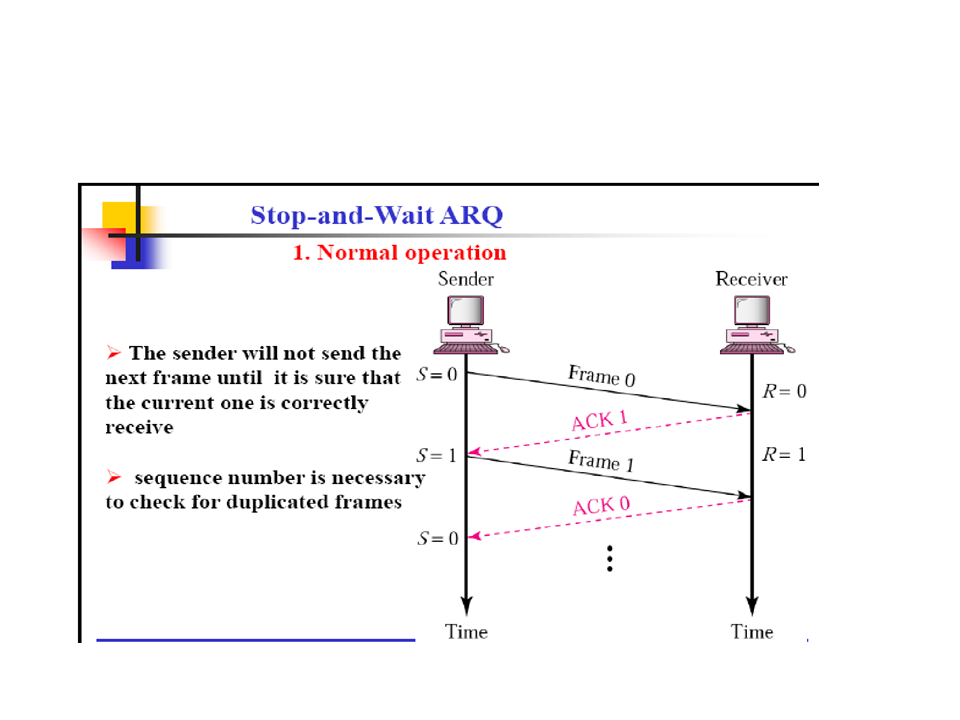 Stop-and-Wait ARQ
1. Normal operation
Sender
Receiver
➢ The sender will not send the
next frame until it is sure that
the current one is correctly
receive
➢ sequence number is necessary
to check for duplicated frames
S = 0
Frame 0
R = 0
ACK 1
S = 1
Frame 1
R = 1
ACK 0
S = 0
Time
Time